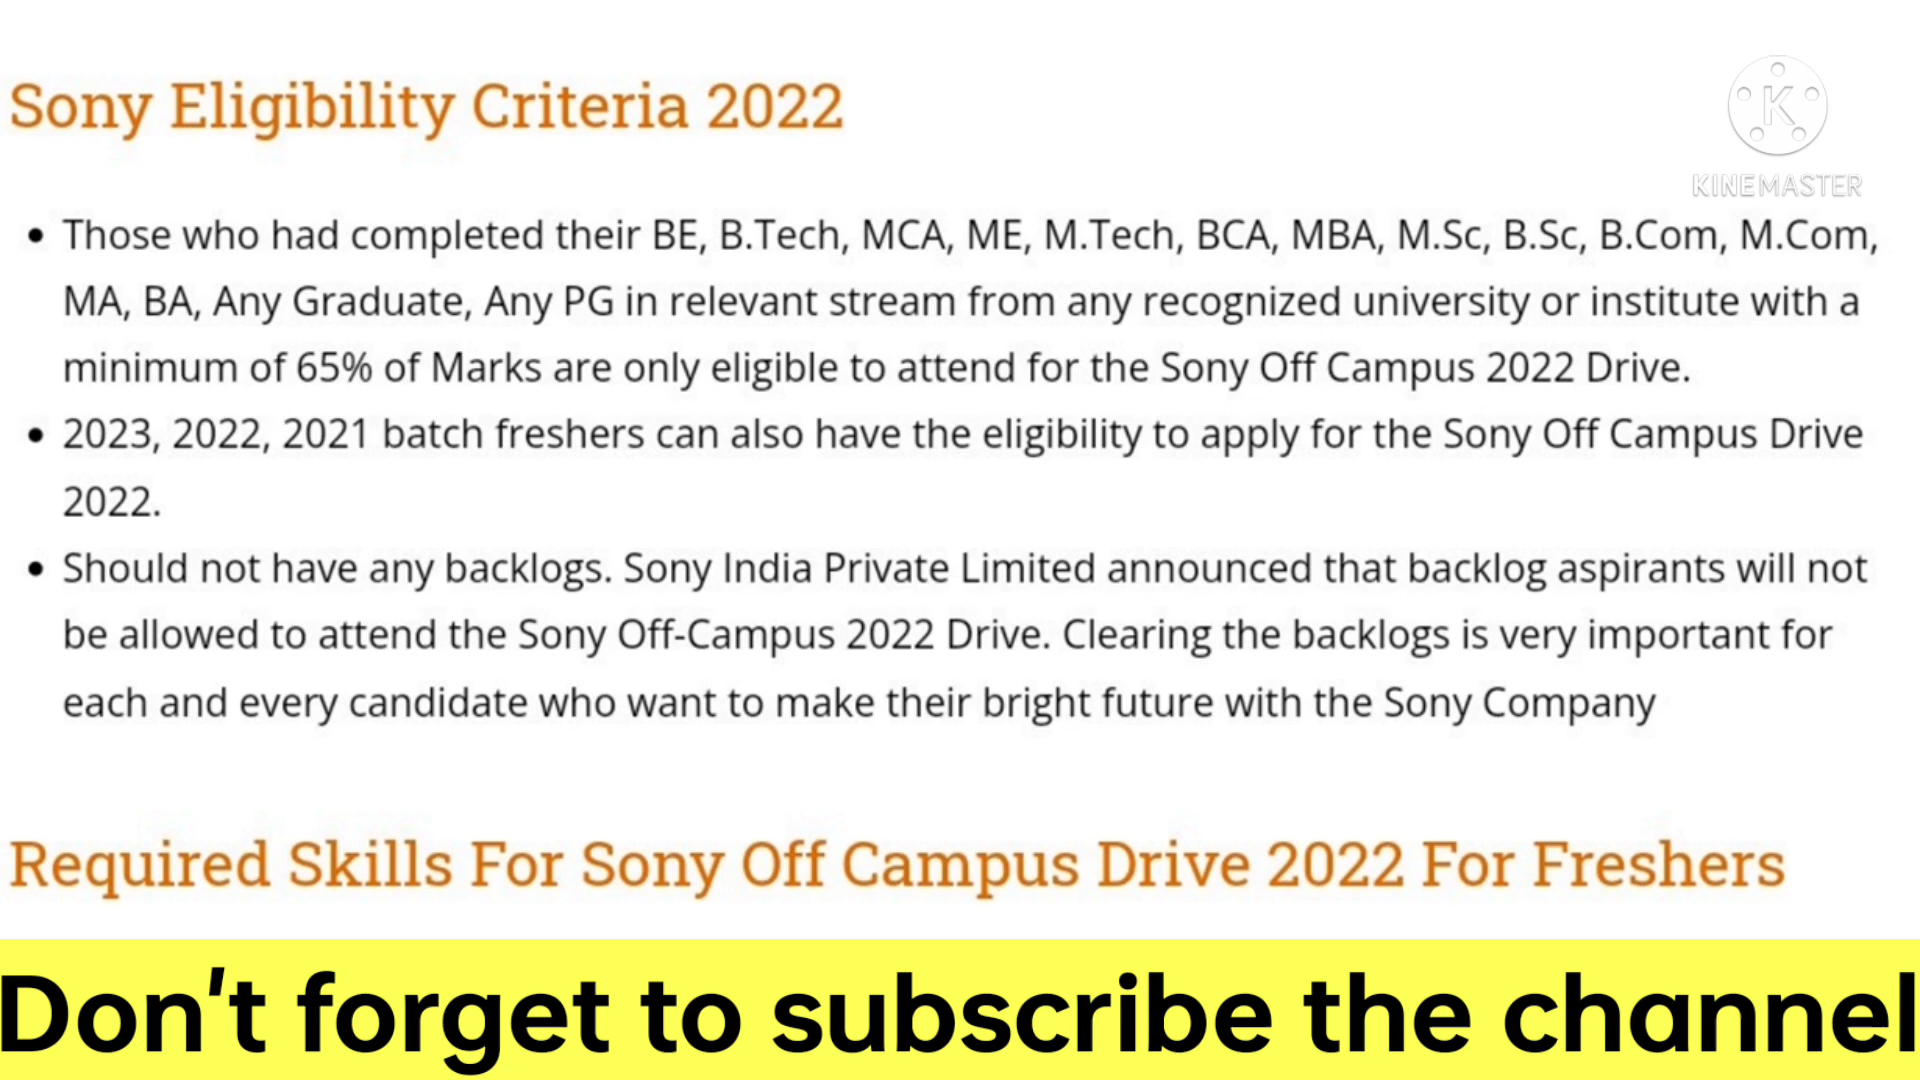 Sony Eligibility Criteria 2022
K
KINEMASTER
• Those who had completed their BE, B.Tech, MCA, ME, M.Tech, BCA, MBA, M.Sc, B.Sc, B.Com, M.Com,
MA, BA, Any Graduate, Any PG in relevant stream from any recognized university or institute with a
minimum of 65% of Marks are only eligible to attend for the Sony Off Campus 2022 Drive.
• 2023, 2022, 2021 batch freshers can also have the eligibility to apply for the Sony Off Campus Drive
2022.
• Should not have any backlogs. Sony India Private Limited announced that backlog aspirants will not
be allowed to attend the Sony Off-Campus 2022 Drive. Clearing the backlogs is very important for
each and every candidate who want to make their bright future with the Sony Company
Required Skills For Sony Off Campus Drive 2022 For Freshers
Don't forget to subscribe the channel